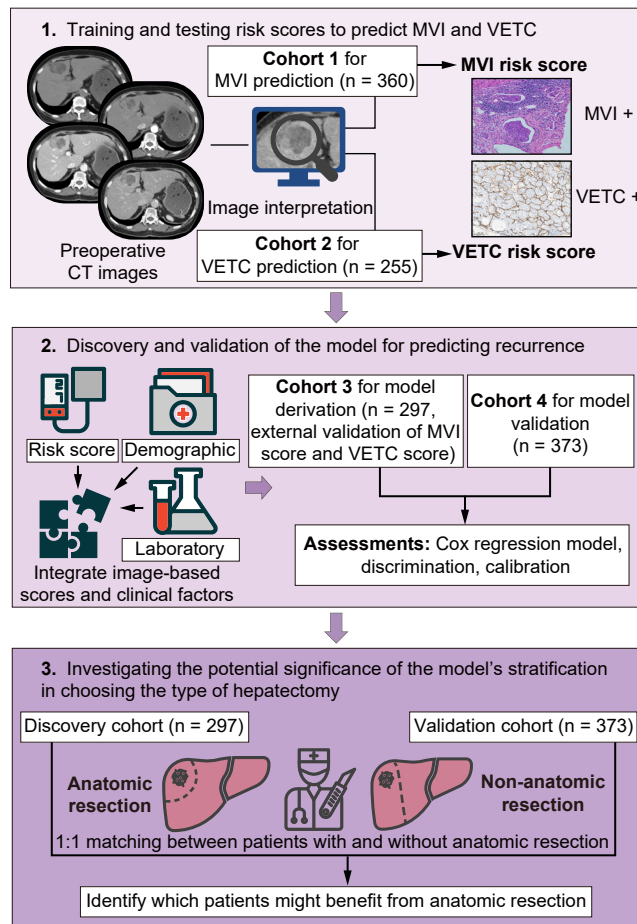 1. Training and testing risk scores to predict MVI and VETC
Cohort 1 for
MVI prediction (n = 360)
MVI risk score
MVI +
Image interpretation
VETC +
Preoperative
CT images
Cohort 2 for
VETC prediction (n = 255)
VETC risk score
2. Discovery and validation of the model for predicting recurrence
Risk score
Demographic
Laboratory
Integrate image-based
scores and clinical factors
Cohort 3 for model
derivation (n = 297,
external validation of MVI
score and VETC score)
Cohort 4 for model
validation
(n = 373)
Assessments: Cox regression model,
discrimination, calibration
3. Investigating the potential significance of the model's stratification
in choosing the type of hepatectomy
Discovery cohort (n = 297)
Validation cohort (n = 373)
Anatomic
resection
Non-anatomic
resection
1:1 matching between patients with and without anatomic resection
Identify which patients might benefit from anatomic resection